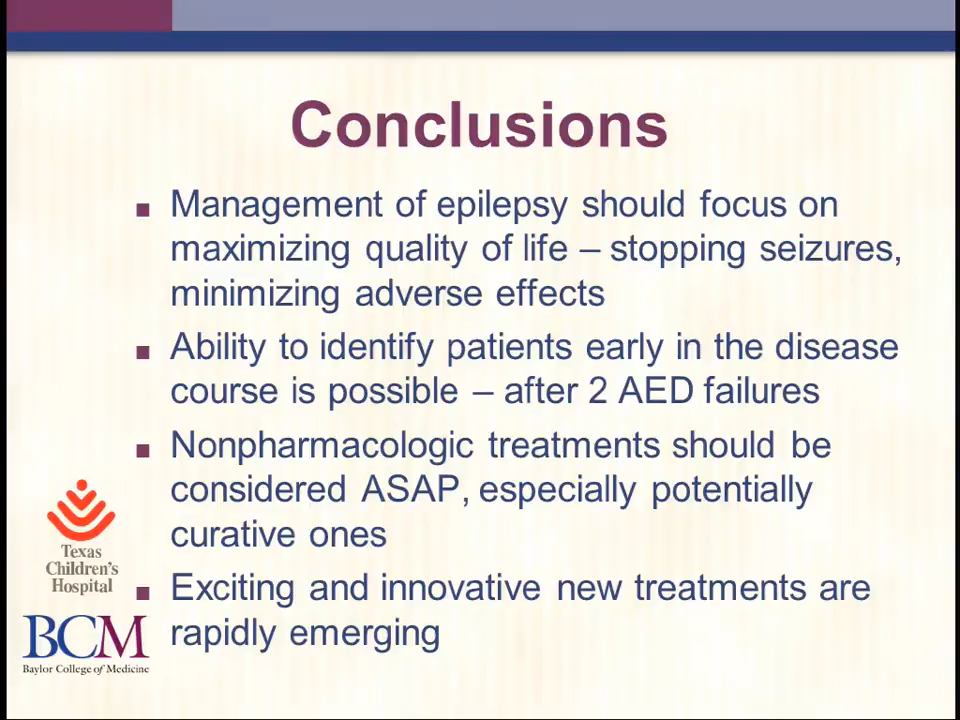 Conclusions
■ Management of epilepsy should focus on
maximizing quality of life – stopping seizures,
minimizing adverse effects
■ Ability to identify patients early in the disease
course is possible – after 2 AED failures
■ Nonpharmacologic treatments should be
considered ASAP, especially potentially
curative ones
■ Exciting and innovative new treatments are
rapidly emerging
Texas
Children's
Hospital
BCM
Baylor College of Medicine